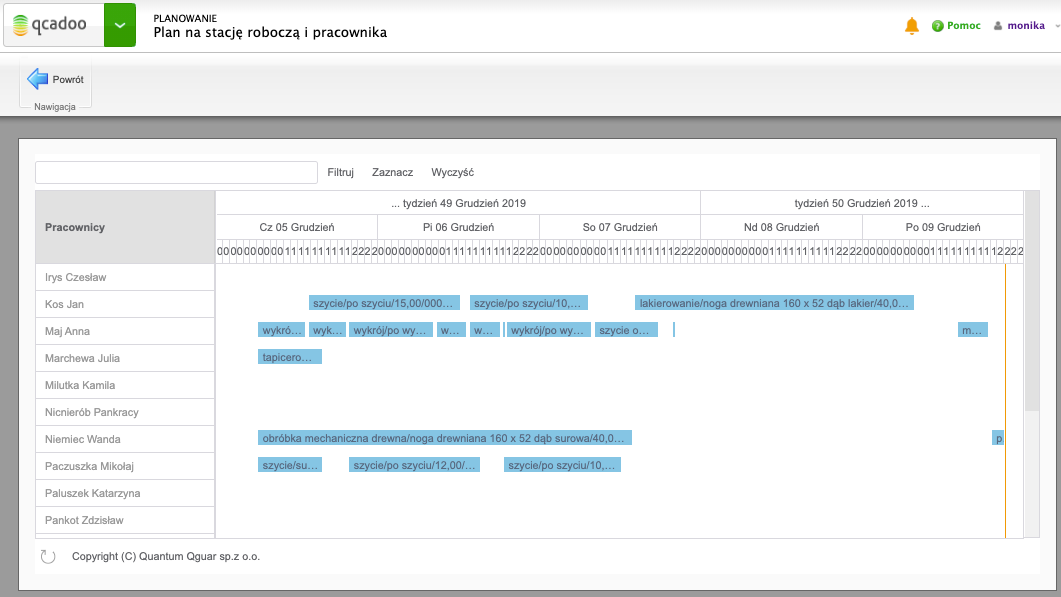 qcadoo
PLANOWANIE
Plan na stację roboczą i pracownika
Pomoc monika
Powrót
Nawigacja
Filtruj Zaznacz Wyczyść
Pracownicy
... tydzień 49 Grudzień 2019 tydzień 50 Grudzień 2019 ...
Cz 05 Grudzień Pi 06 Grudzień So 07 Grudzień Nd 08 Grudzień Po 09 Grudzień
Irys Czesław
Kos Jan szycie/po szyciu/15,00/000... szycie/po szyciu/10,... lakierowanie/noga drewniana 160 x 52 dąb lakier/40,0...
Maj Anna wykró... wyk... wykrój/po wy... w... w... wykrój/po wy... szycie o... m...
Marchewa Julia tapicero...
Milutka Kamila
Nicnierób Pankracy
Niemiec Wanda obróbka mechaniczna drewna/noga drewniana 160 x 52 dąb surowa/40,0... p
Paczuszka Mikołaj szycie/su... szycie/po szyciu/12,00/... szycie/po szyciu/10,...
Paluszek Katarzyna
Pankot Zdzisław
Copyright (C) Quantum Qguar sp.z o.o.